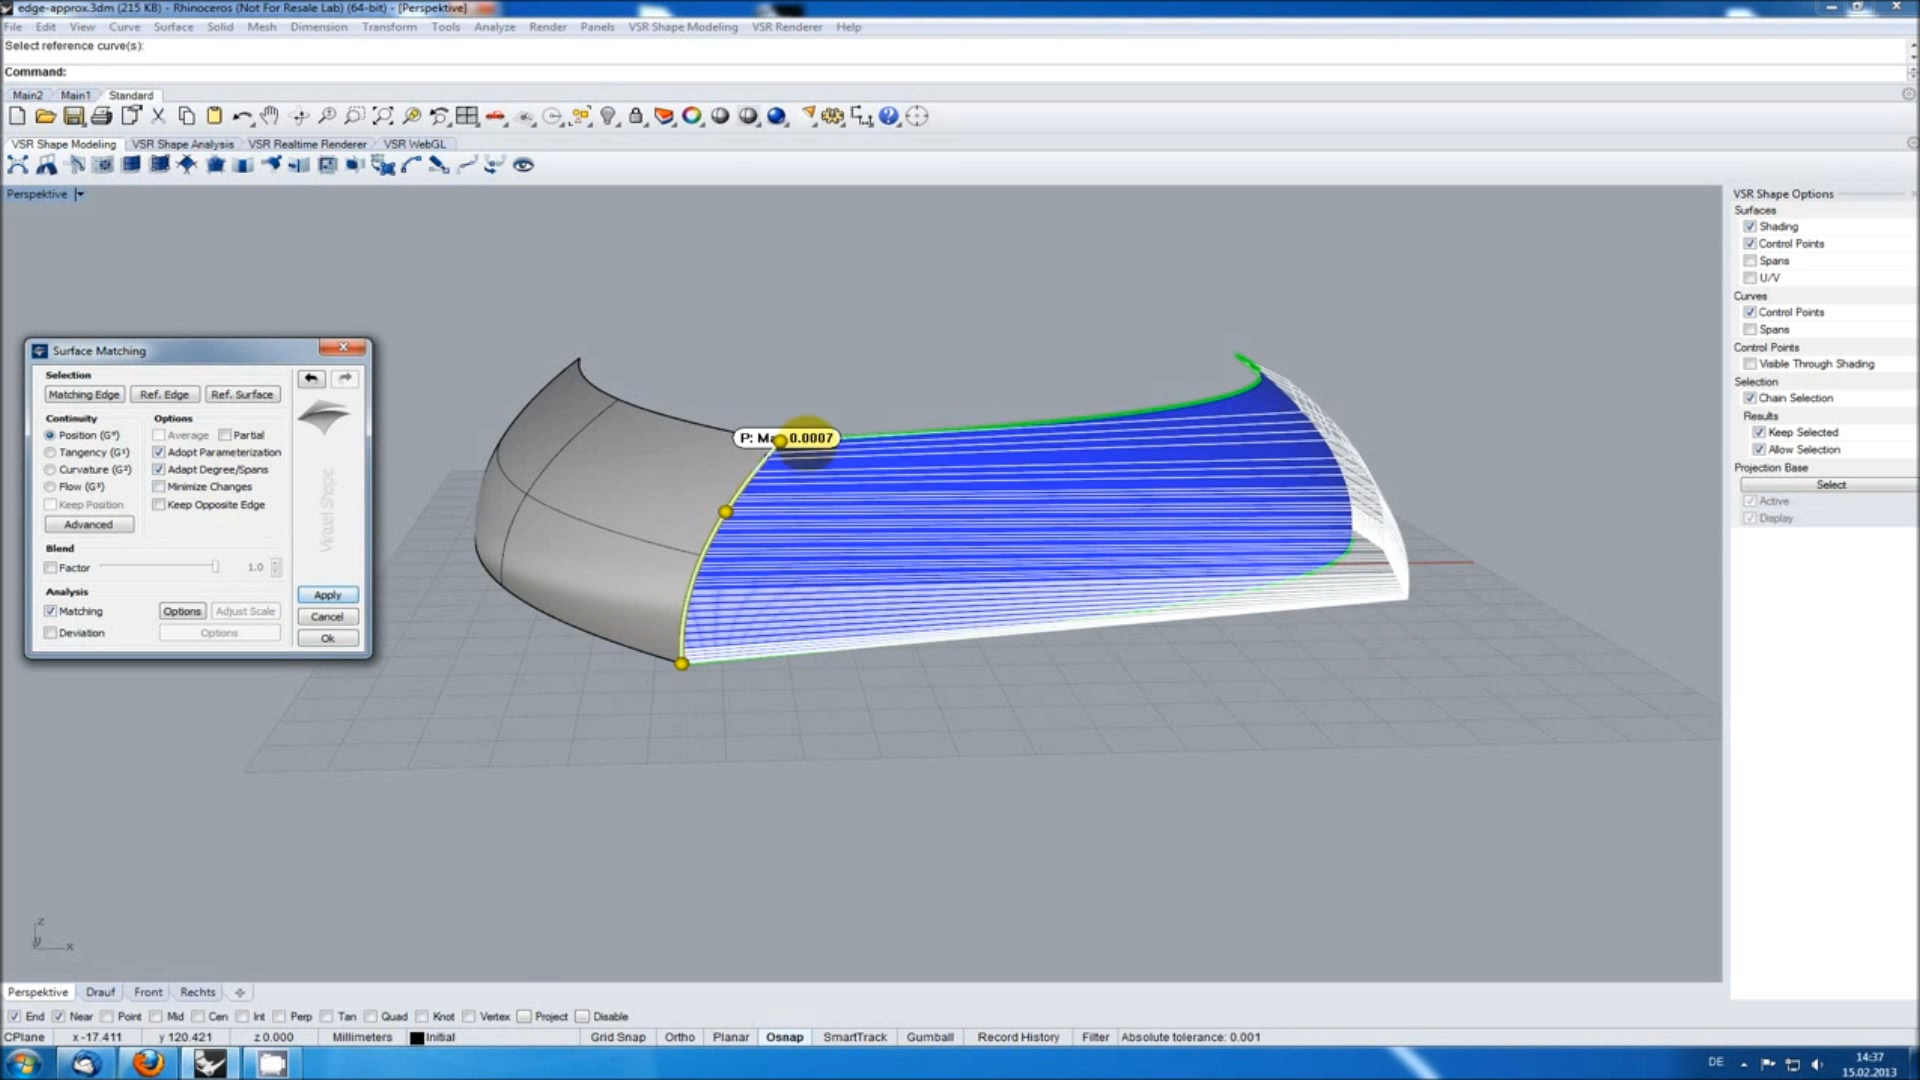 edge-approx.3dm (215 KB) - Rhinoceros (Not For Resale Lab) (64-bit) - [Perspektive]
File Edit View Curve Surface Solid Mesh Dimension Transform Tools Analyze Render Panels VSR Shape Modeling VSR Renderer Help
Select reference curve(s):
Command:
Main2 Main1 Standard
VSR Shape Modeling VSR Shape Analysis VSR Realtime Renderer VSR WebGL
Perspektive
Surface Matching
Selection
Matching Edge Ref. Edge Ref. Surface
Continuity Options
Position (G⁰) Average Partial
Tangency (G¹) Adopt Parameterization
Curvature (G²) Adapt Degree/Spans
Flow (G³) Minimize Changes
Keep Position Keep Opposite Edge
Advanced
Virtual Shape
Blend
Factor 1.0
Analysis
Apply
Matching Options Adjust Scale
Cancel
Deviation Options
Ok
P: Ma 0.0007
VSR Shape Options
Surfaces
Shading
Control Points
Spans
U/V
Curves
Control Points
Spans
Control Points
Visible Through Shading
Selection
Chain Selection
Results
Keep Selected
Allow Selection
Projection Base
Select
Active
Display
z
y x
Perspektive Drauf Front Rechts
End Near Point Mid Cen Int Perp Tan Quad Knot Vertex Project Disable
CPlane x -17.411 y 120.421 z 0.000 Millimeters Initial Grid Snap Ortho Planar Osnap SmartTrack Gumball Record History Filter Absolute tolerance: 0.001
DE 14:37
15.02.2013